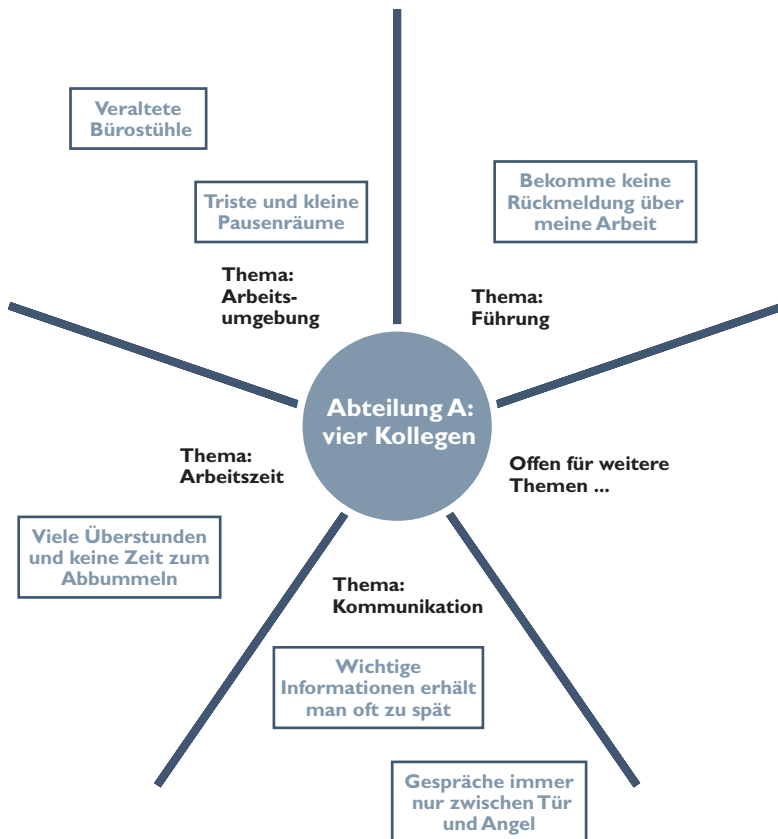 Veraltete
Bürostühle
Triste und kleine
Pausenräume
Thema:
Arbeits-
umgebung
Bekomme keine
Rückmeldung über
meine Arbeit
Thema:
Führung
Abteilung A:
vier Kollegen
Thema:
Arbeitszeit
Viele Überstunden
und keine Zeit zum
Abbummeln
Offen für weitere
Themen ...
Thema:
Kommunikation
Wichtige
Informationen erhält
man oft zu spät
Gespräche immer
nur zwischen Tür
und Angel